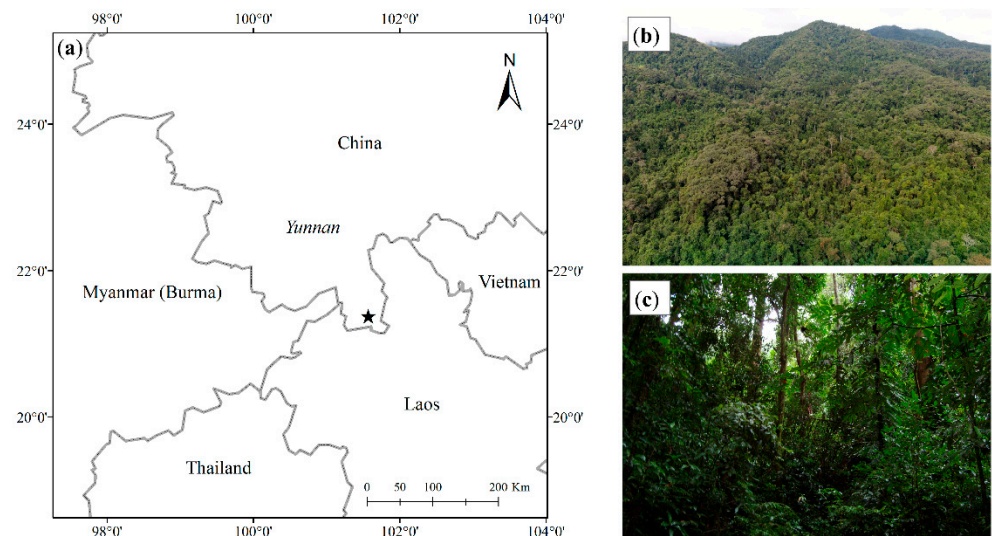 98°0' 100°0' 102°0' 104°0'
(a)
N
24°0' 24°0'
China
Yunnan
22°0' 22°0'
Myanmar (Burma)
Vietnam
Laos
20°0' 20°0'
Thailand
0 50 100 200 Km
98°0' 100°0' 102°0' 104°0'
(b)
(c)